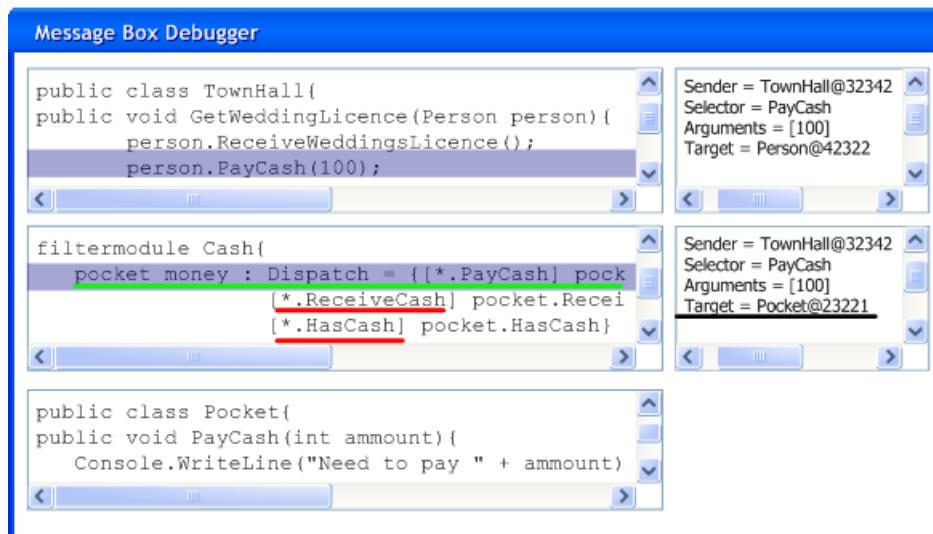 Message Box Debugger
public class TownHall{
public void GetWeddingLicence(Person person){
person.ReceiveWeddingsLicence();
person.PayCash(100);
Sender = TownHall@32342
Selector = PayCash
Arguments = [100]
Target = Person@42322
filtermodule Cash{
pocket money : Dispatch = {[*.PayCash] pock
[*.ReceiveCash] pocket.Recei
[*.HasCash] pocket.HasCash}
Sender = TownHall@32342
Selector = PayCash
Arguments = [100]
Target = Pocket@23221
public class Pocket{
public void PayCash(int ammount){
Console.WriteLine("Need to pay " + ammount)